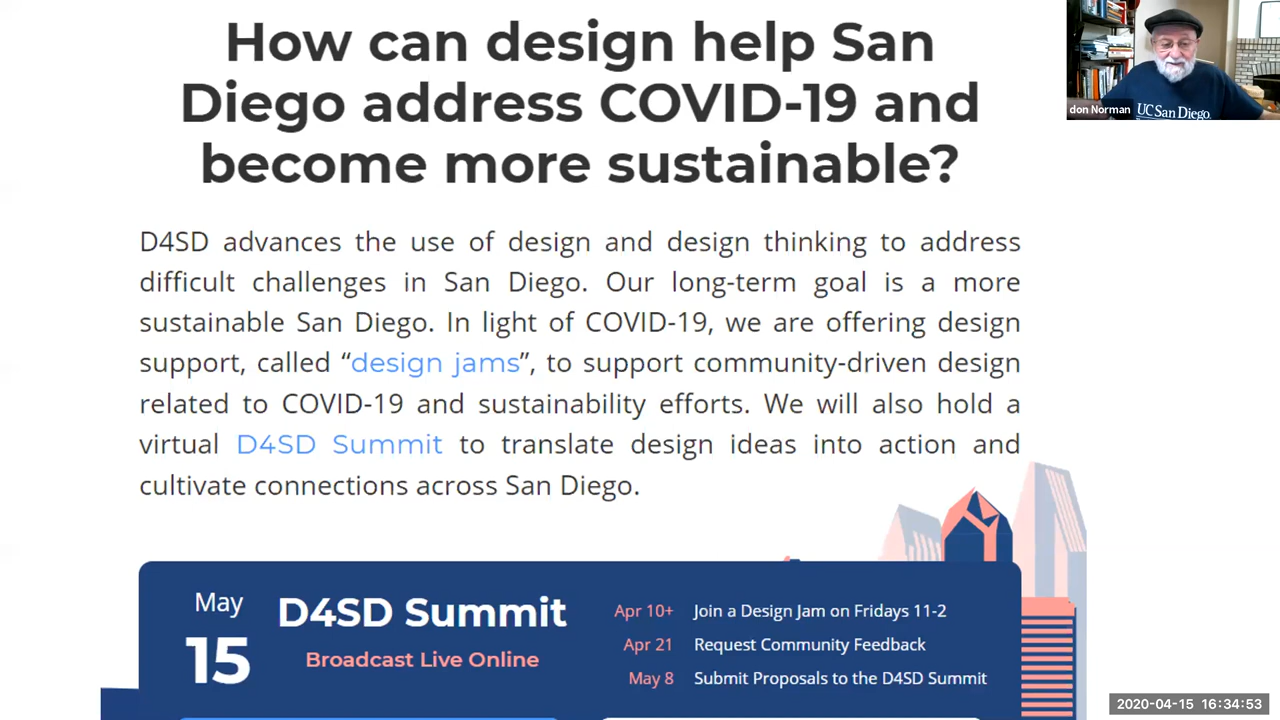 How can design help San
Diego address COVID-19 and
become more sustainable?
don Norman
UC San Diego
D4SD advances the use of design and design thinking to address
difficult challenges in San Diego. Our long-term goal is a more
sustainable San Diego. In light of COVID-19, we are offering design
support, called “design jams”, to support community-driven design
related to COVID-19 and sustainability efforts. We will also hold a
virtual D4SD Summit to translate design ideas into action and
cultivate connections across San Diego.
May
15
D4SD Summit
Broadcast Live Online
Apr 10+ Join a Design Jam on Fridays 11-2
Apr 21 Request Community Feedback
May 8 Submit Proposals to the D4SD Summit
2020-04-15 16:34:53